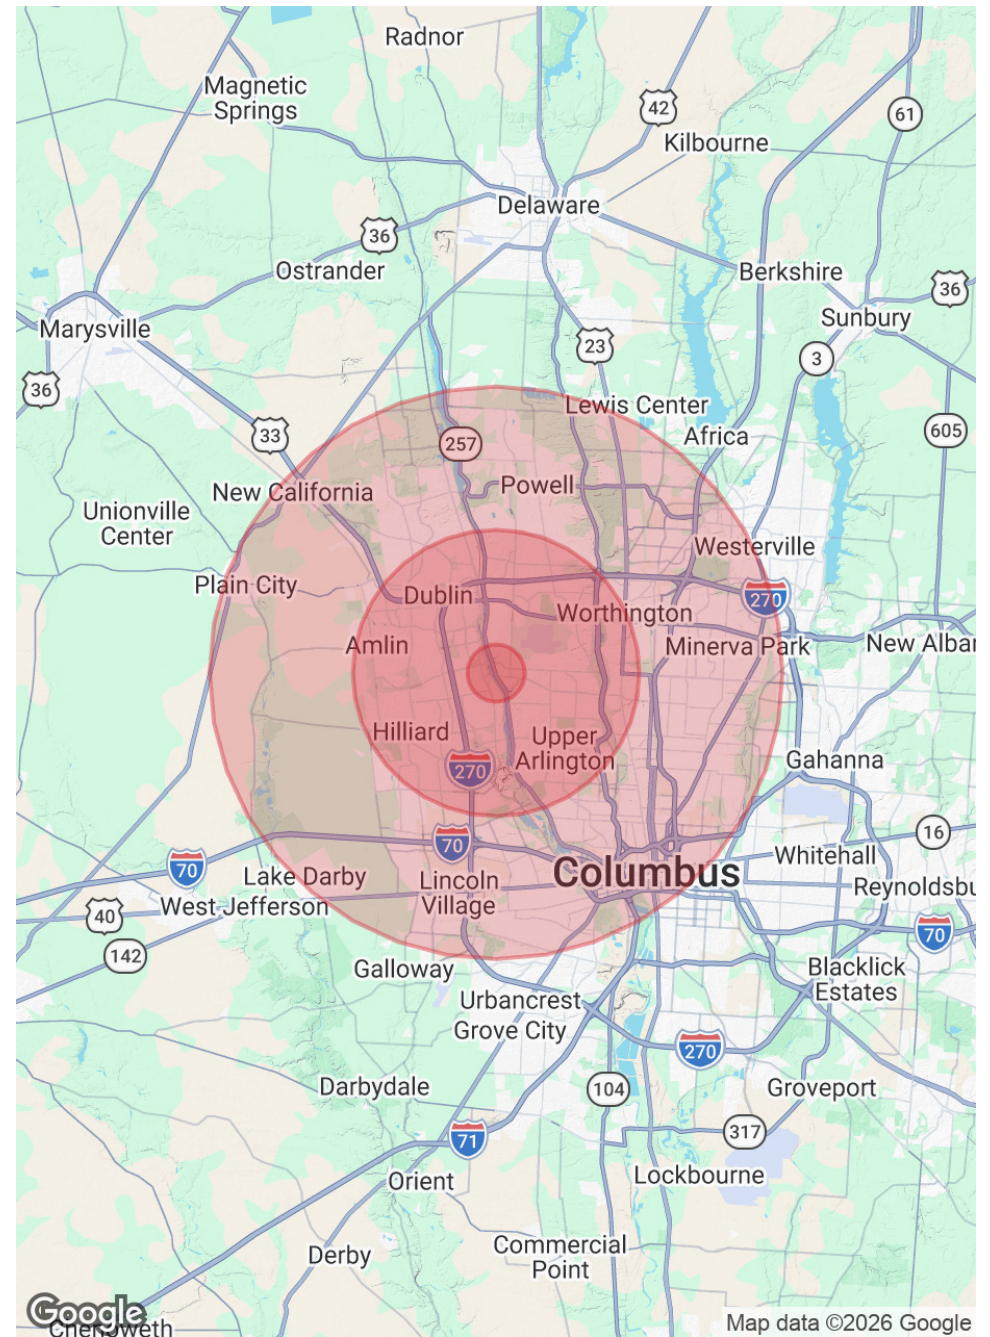 Radnor
Magnetic
Springs
42
61
Kilbourne
Delaware
36
Ostrander
Berkshire
36
Sunbury
Marysville
23
3
36
Lewis Center
33
257
Africa
605
New California
Powell
Unionville
Center
Westerville
Plain City
Dublin
270
Worthington
Amlin
Minerva Park
New Albar
Hilliard
Upper
Arlington
270
Gahanna
70
16
70
Columbus
Whitehall
Lake Darby
Lincoln
Village
Reynoldsbu
West Jefferson
40
70
142
Galloway
Blacklick
Estates
Urbancrest
Grove City
270
Darbydale
104
Groveport
317
71
Orient
Lockbourne
Commercial
Point
Derby
Google
Chenoweth
Map data ©2026 Google